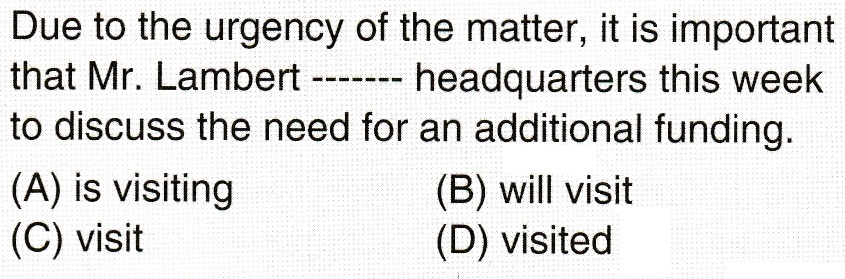 Due to the urgency of the matter, it is important
that Mr. Lambert ------- headquarters this week
to discuss the need for an additional funding.
(A) is visiting (B) will visit
(C) visit (D) visited